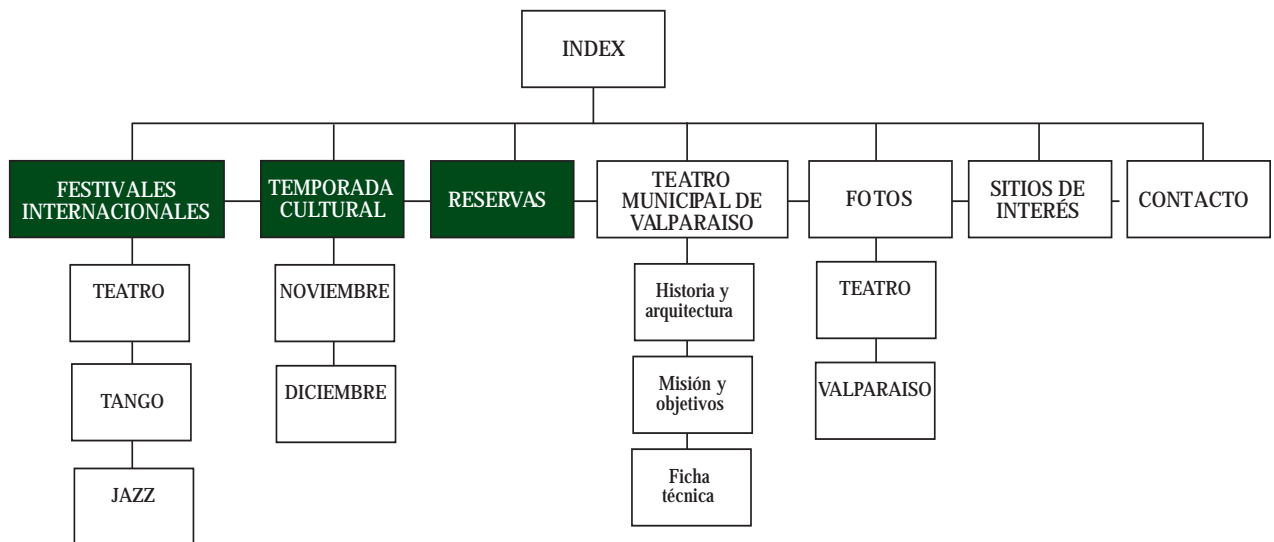 INDEX
FESTIVALES
INTERNACIONALES
TEMPORADA
CULTURAL
RESERVAS
TEATRO
MUNICIPAL DE
VALPARAISO
FOTOS
SITIOS DE
INTERÉS
CONTACTO
TEATRO
TANGO
JAZZ
NOVIEMBRE
DICIEMBRE
Historia y
arquitectura
Misión y
objetivos
Ficha
técnica
TEATRO
VALPARAISO